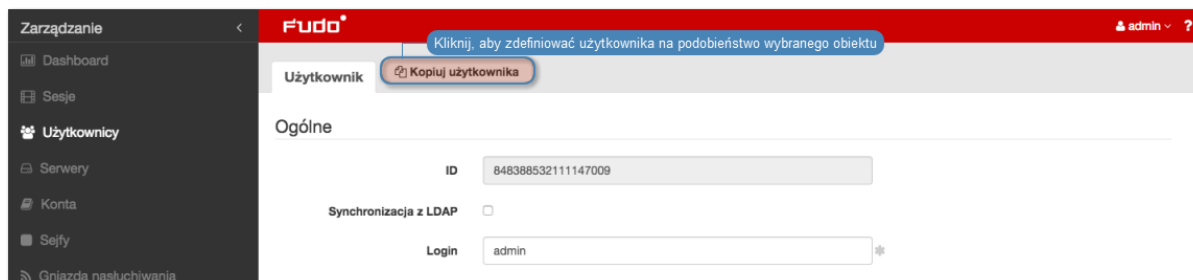 Zarządzanie
FUDO
admin
?
Kliknij, aby zdefiniować użytkownika na podobieństwo wybranego obiektu
Dashboard
Użytkownik
Kopiuj użytkownika
Sesje
Użytkownicy
Ogólne
Serwery
ID
848388532111147009
Konta
Synchronizacja z LDAP
Sejfy
Login
admin
Gniazda nasłuchiwania